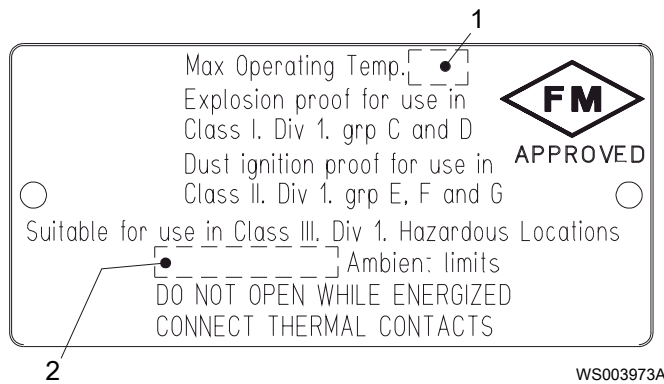 1
Max Operating Temp.
Explosion proof for use in
Class I. Div 1. grp C and D
FM
APPROVED
Dust ignition proof for use in
Class II. Div 1. grp E, F and G
Suitable for use in Class III. Div 1. Hazardous Locations
Ambient limits
DO NOT OPEN WHILE ENERGIZED
CONNECT THERMAL CONTACTS
2
WS003973A